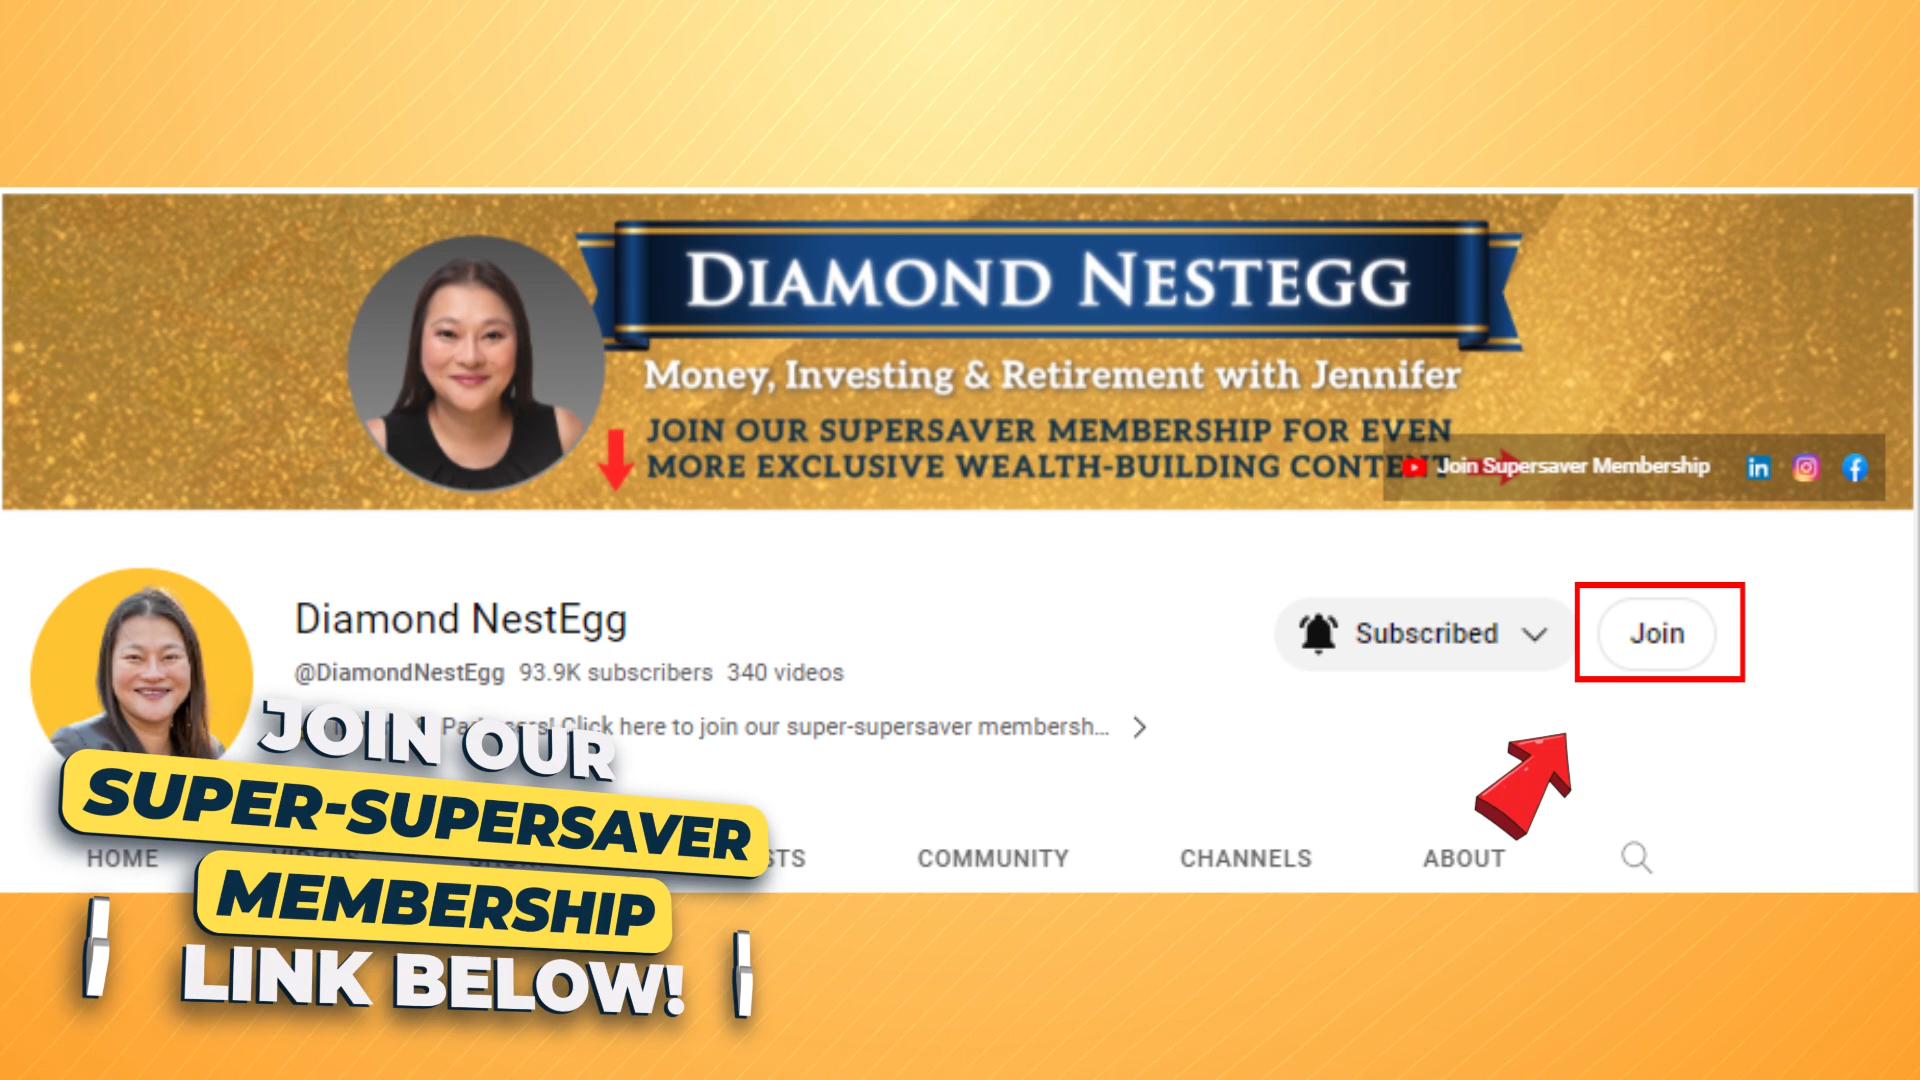 DIAMOND NESTEGG
Money, Investing & Retirement with Jennifer
JOIN OUR SUPERSAVER MEMBERSHIP FOR EVEN
MORE EXCLUSIVE WEALTH-BUILDING CONTENT
Join Supersaver Membership
Diamond NestEgg
@DiamondNestEgg 93.9K subscribers 340 videos
Subscribed
Join
Click here to join our super-supersaver membersh...
JOIN OUR
SUPER-SUPERSAVER
MEMBERSHIP
LINK BELOW!
HOME VIDEOS COMMUNITY CHANNELS ABOUT